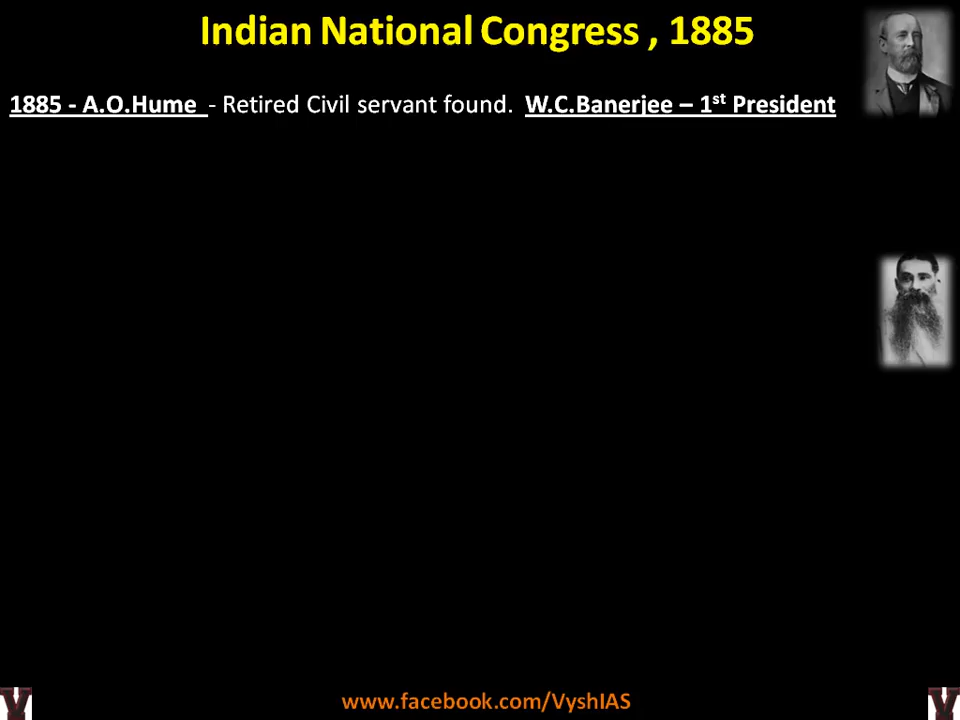 Indian National Congress , 1885
1885 - A.O.Hume - Retired Civil servant found. W.C.Banerjee – 1st President
www.facebook.com/VyshIAS
V V